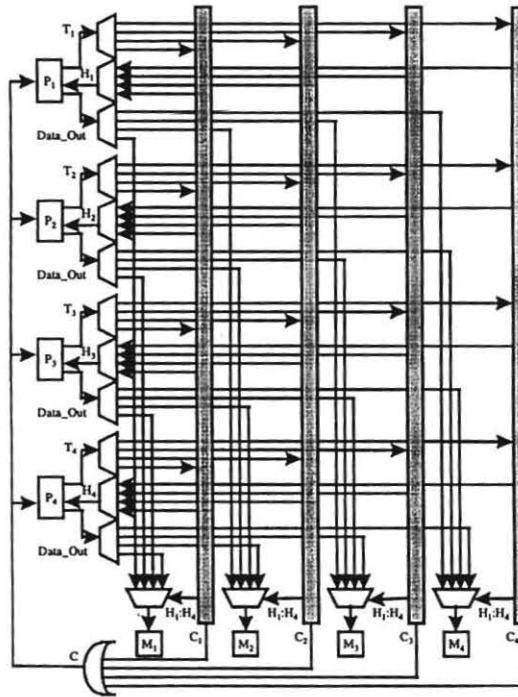 T1
P1 H1
Data_Out
T2
P2 H2
Data_Out
T3
P3 H3
Data_Out
T4
P4 H4
Data_Out
H1:H4 H1:H4 H1:H4 H1:H4
M1 C1 M2 C2 M3 C3 M4 C4
C